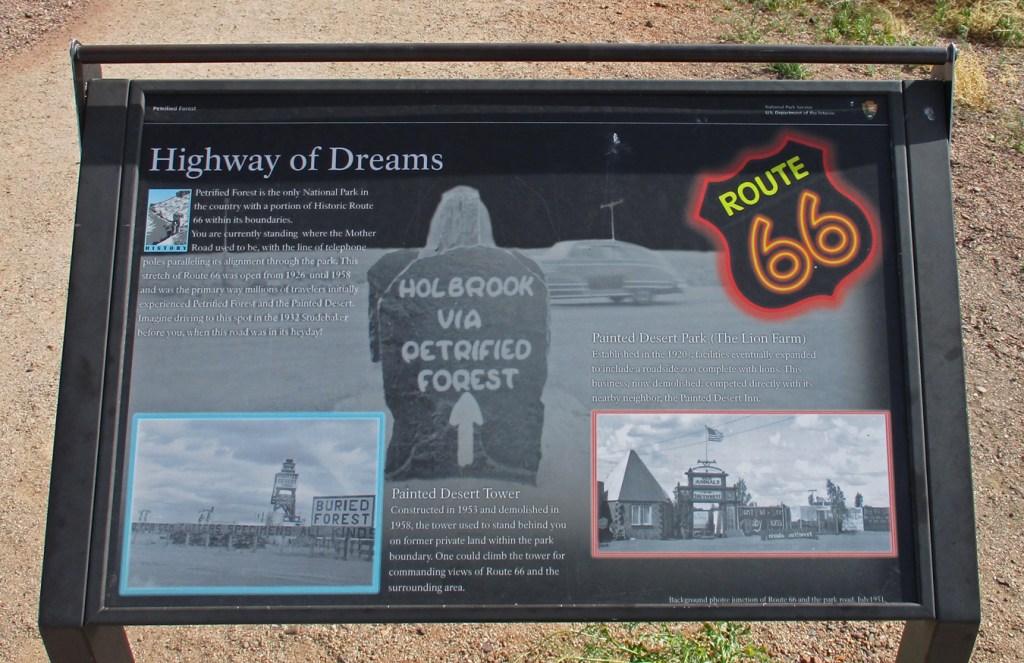 Petrified Forest
National Park Service
U.S. Department of the Interior
Highway of Dreams
Petrified Forest is the only National Park in
the country with a portion of Historic Route
66 within its boundaries.
You are currently standing where the Mother
Road used to be, with the line of telephone
poles paralleling its alignment through the park. This
stretch of Route 66 was open from 1926 until 1958
and was the primary way millions of travelers initially
experienced Petrified Forest and the Painted Desert.
Imagine driving to this spot in the 1932 Studebaker
before you, when this road was in its heyday!
HISTORY
ROUTE
66
HOLBROOK
VIA
PETRIFIED
FOREST
Painted Desert Park (The Lion Farm)
Established in the 1920s, facilities eventually expanded
to include a roadside zoo complete with lions. This
business, now demolished, competed directly with its
nearby neighbor, the Painted Desert Inn.
BURIED
FOREST
ANIMALS
Painted Desert Tower
Constructed in 1953 and demolished in
1958, the tower used to stand behind you
on former private land within the park
boundary. One could climb the tower for
commanding views of Route 66 and the
surrounding area.
Background photo: junction of Route 66 and the park road, July 1951.